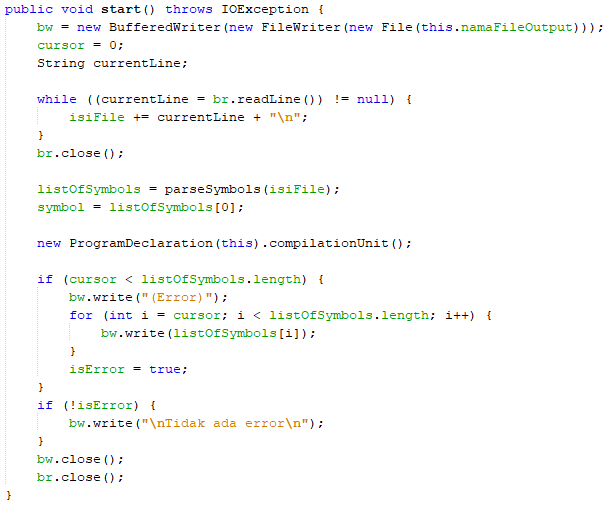 public void start() throws IOException {
    bw = new BufferedWriter(new FileWriter(new File(this.namaFileOutput)));
    cursor = 0;
    String currentLine;

    while ((currentLine = br.readLine()) != null) {
        isiFile += currentLine + "\n";
    }
    br.close();

    listOfSymbols = parseSymbols(isiFile);
    symbol = listOfSymbols[0];

    new ProgramDeclaration(this).compilationUnit();

    if (cursor < listOfSymbols.length) {
        bw.write("(Error)");
        for (int i = cursor; i < listOfSymbols.length; i++) {
            bw.write(listOfSymbols[i]);
        }
        isError = true;
    }
    if (!isError) {
        bw.write("\nTidak ada error\n");
    }
    bw.close();
    br.close();
}